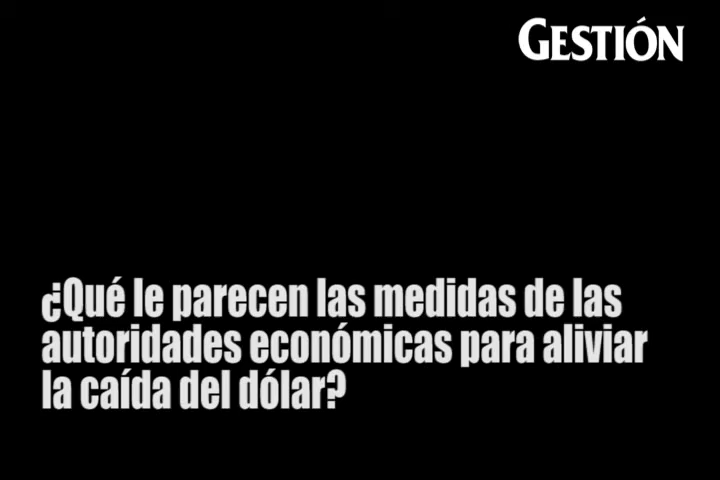 GESTIÓN
¿Qué le parecen las medidas de las
autoridades económicas para aliviar
la caída del dólar?